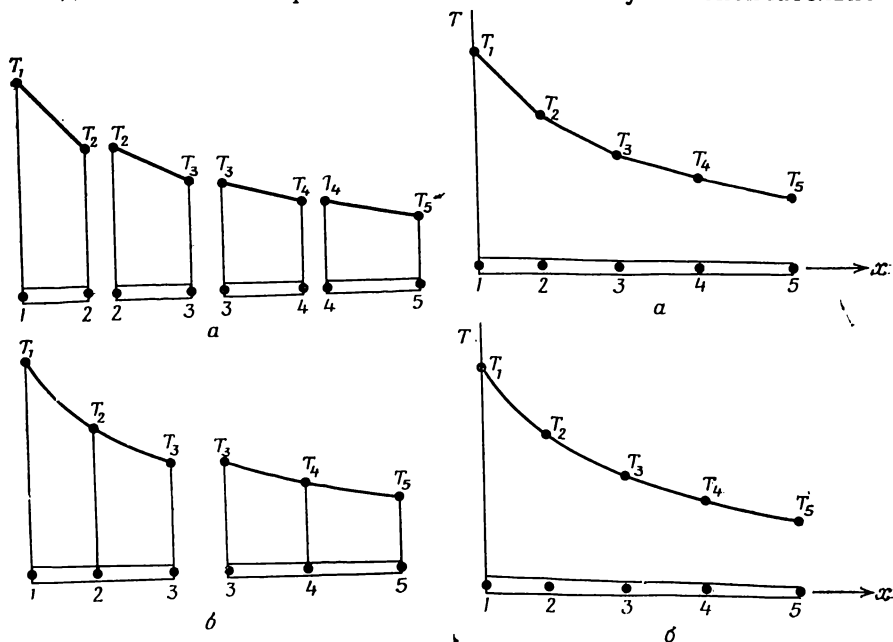 T₁
T₂ T₂
T₃ T₃
T₄ T₄
T₅
1 2 2 3 3 4 4 5
а
T
T₁
T₂
T₃
T₄
T₅
1 2 3 4 5 x
а
T₁
T₂
T₃ T₃
T₄
T₅
1 2 3 3 4 5
б
T
T₁
T₂
T₃
T₄
T₅
1 2 3 4 5 x
б